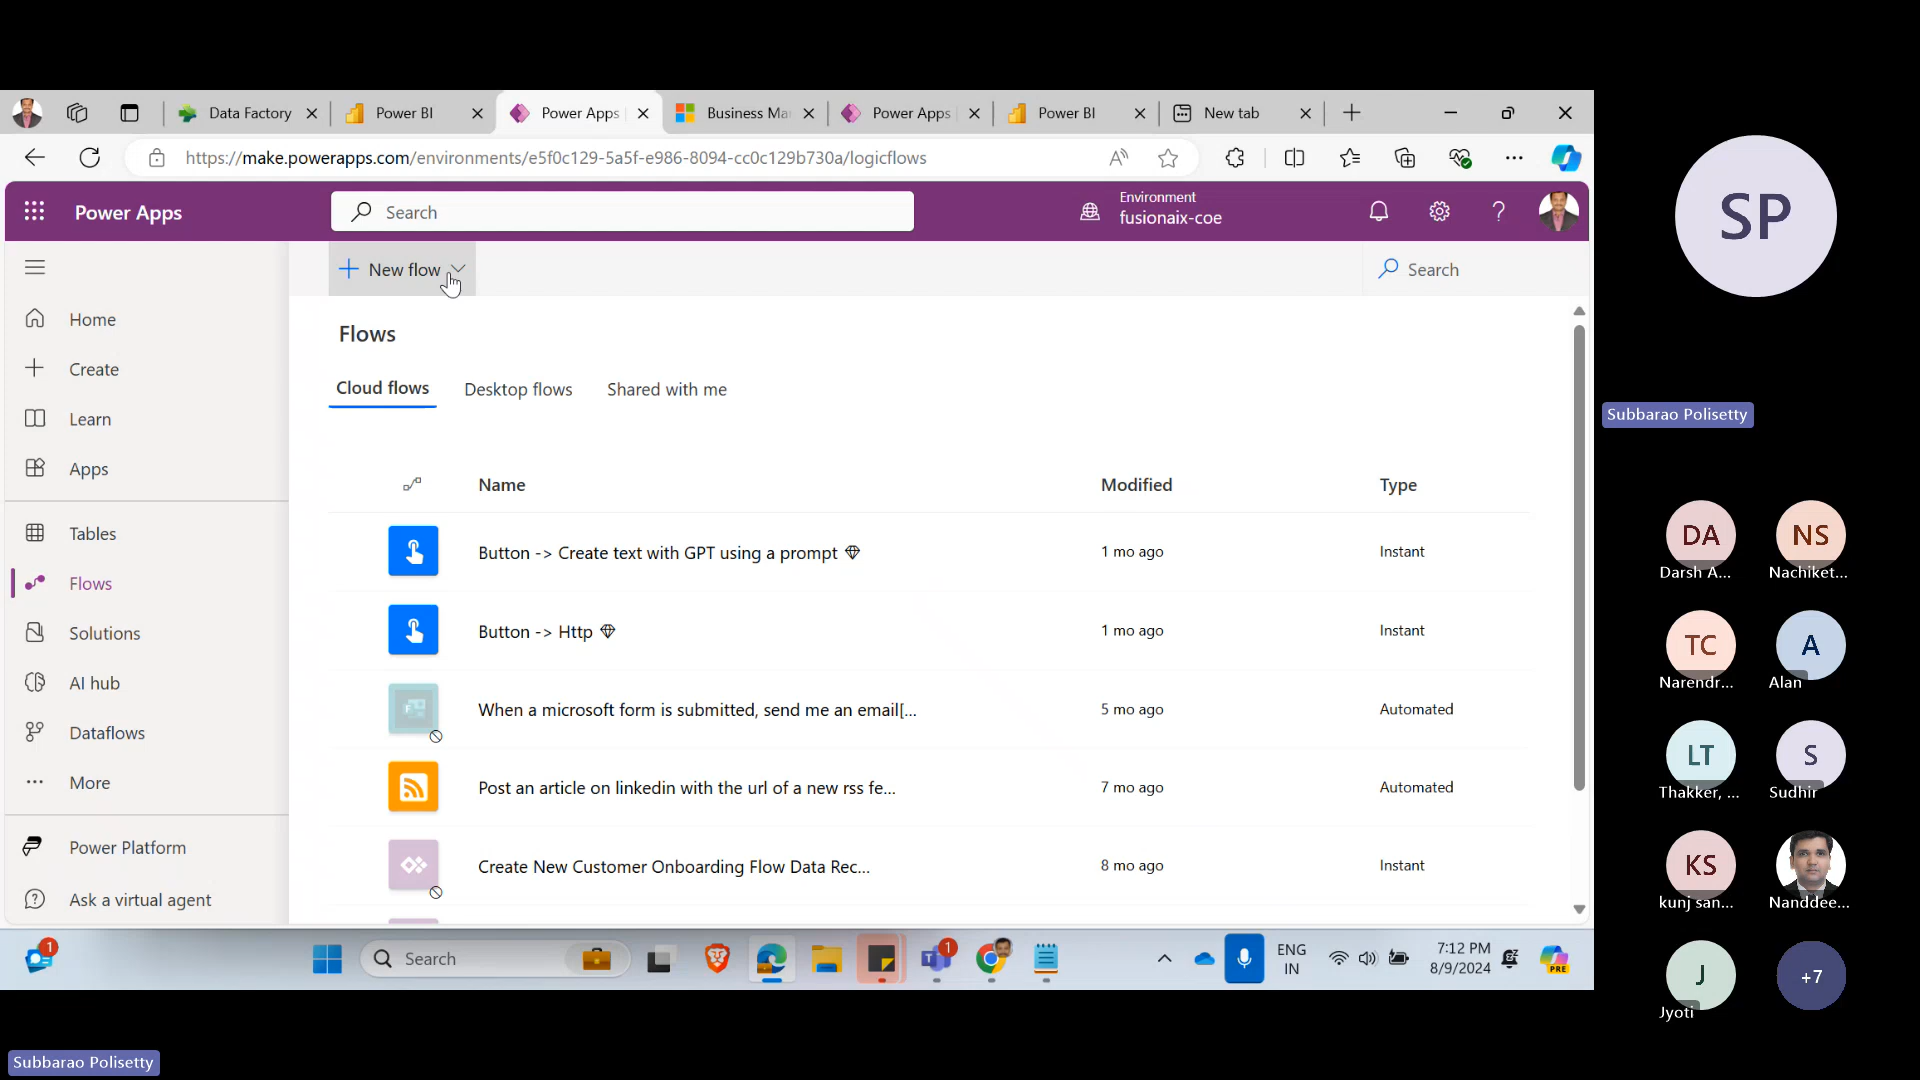 Data Factory
Power BI
Power Apps |
Business Ma
Power Apps |
Power BI
New tab
https://make.powerapps.com/environments/e5f0c129-5a5f-e986-8094-cc0c129b730a/logicflows
Power Apps
Search
Environment
fusionaix-coe
New flow
Search
Home
Create
Learn
Apps
Tables
Flows
Solutions
AI hub
Dataflows
More
Power Platform
Ask a virtual agent
Flows
Cloud flows
Desktop flows
Shared with me
Name
Modified
Type
Button -> Create text with GPT using a prompt
1 mo ago
Instant
Button -> Http
1 mo ago
Instant
When a microsoft form is submitted, send me an email[...
5 mo ago
Automated
Post an article on linkedin with the url of a new rss fe...
7 mo ago
Automated
Create New Customer Onboarding Flow Data Rec...
8 mo ago
Instant
1
Search
1
ENG
IN
7:12 PM
8/9/2024
PRE
SP
Subbarao Polisetty
DA
Darsh A...
NS
Nachiket...
TC
Narendr...
A
Alan
LT
Thakker, ...
S
Sudhir
KS
kunj san...
Nanddee...
J
Jyoti
+7
Subbarao Polisetty